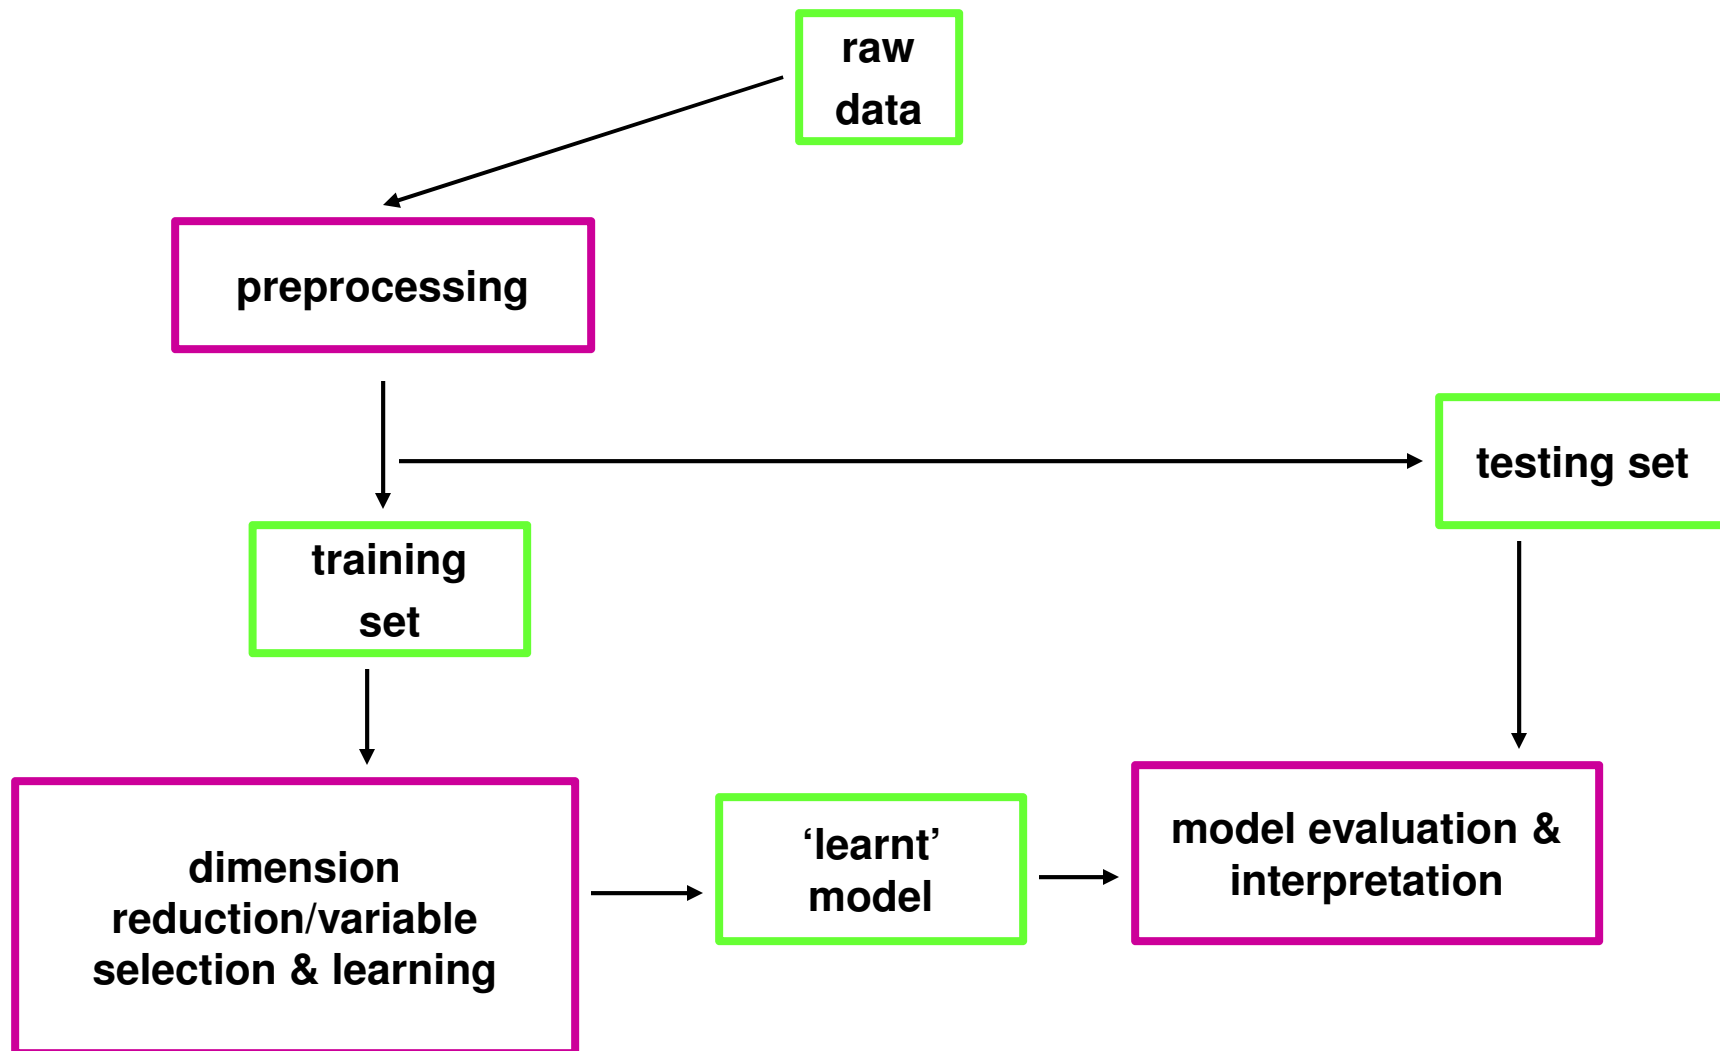 raw
data
preprocessing
testing set
training
set
dimension
reduction/variable
selection & learning
‘learnt’
model
model evaluation &
interpretation